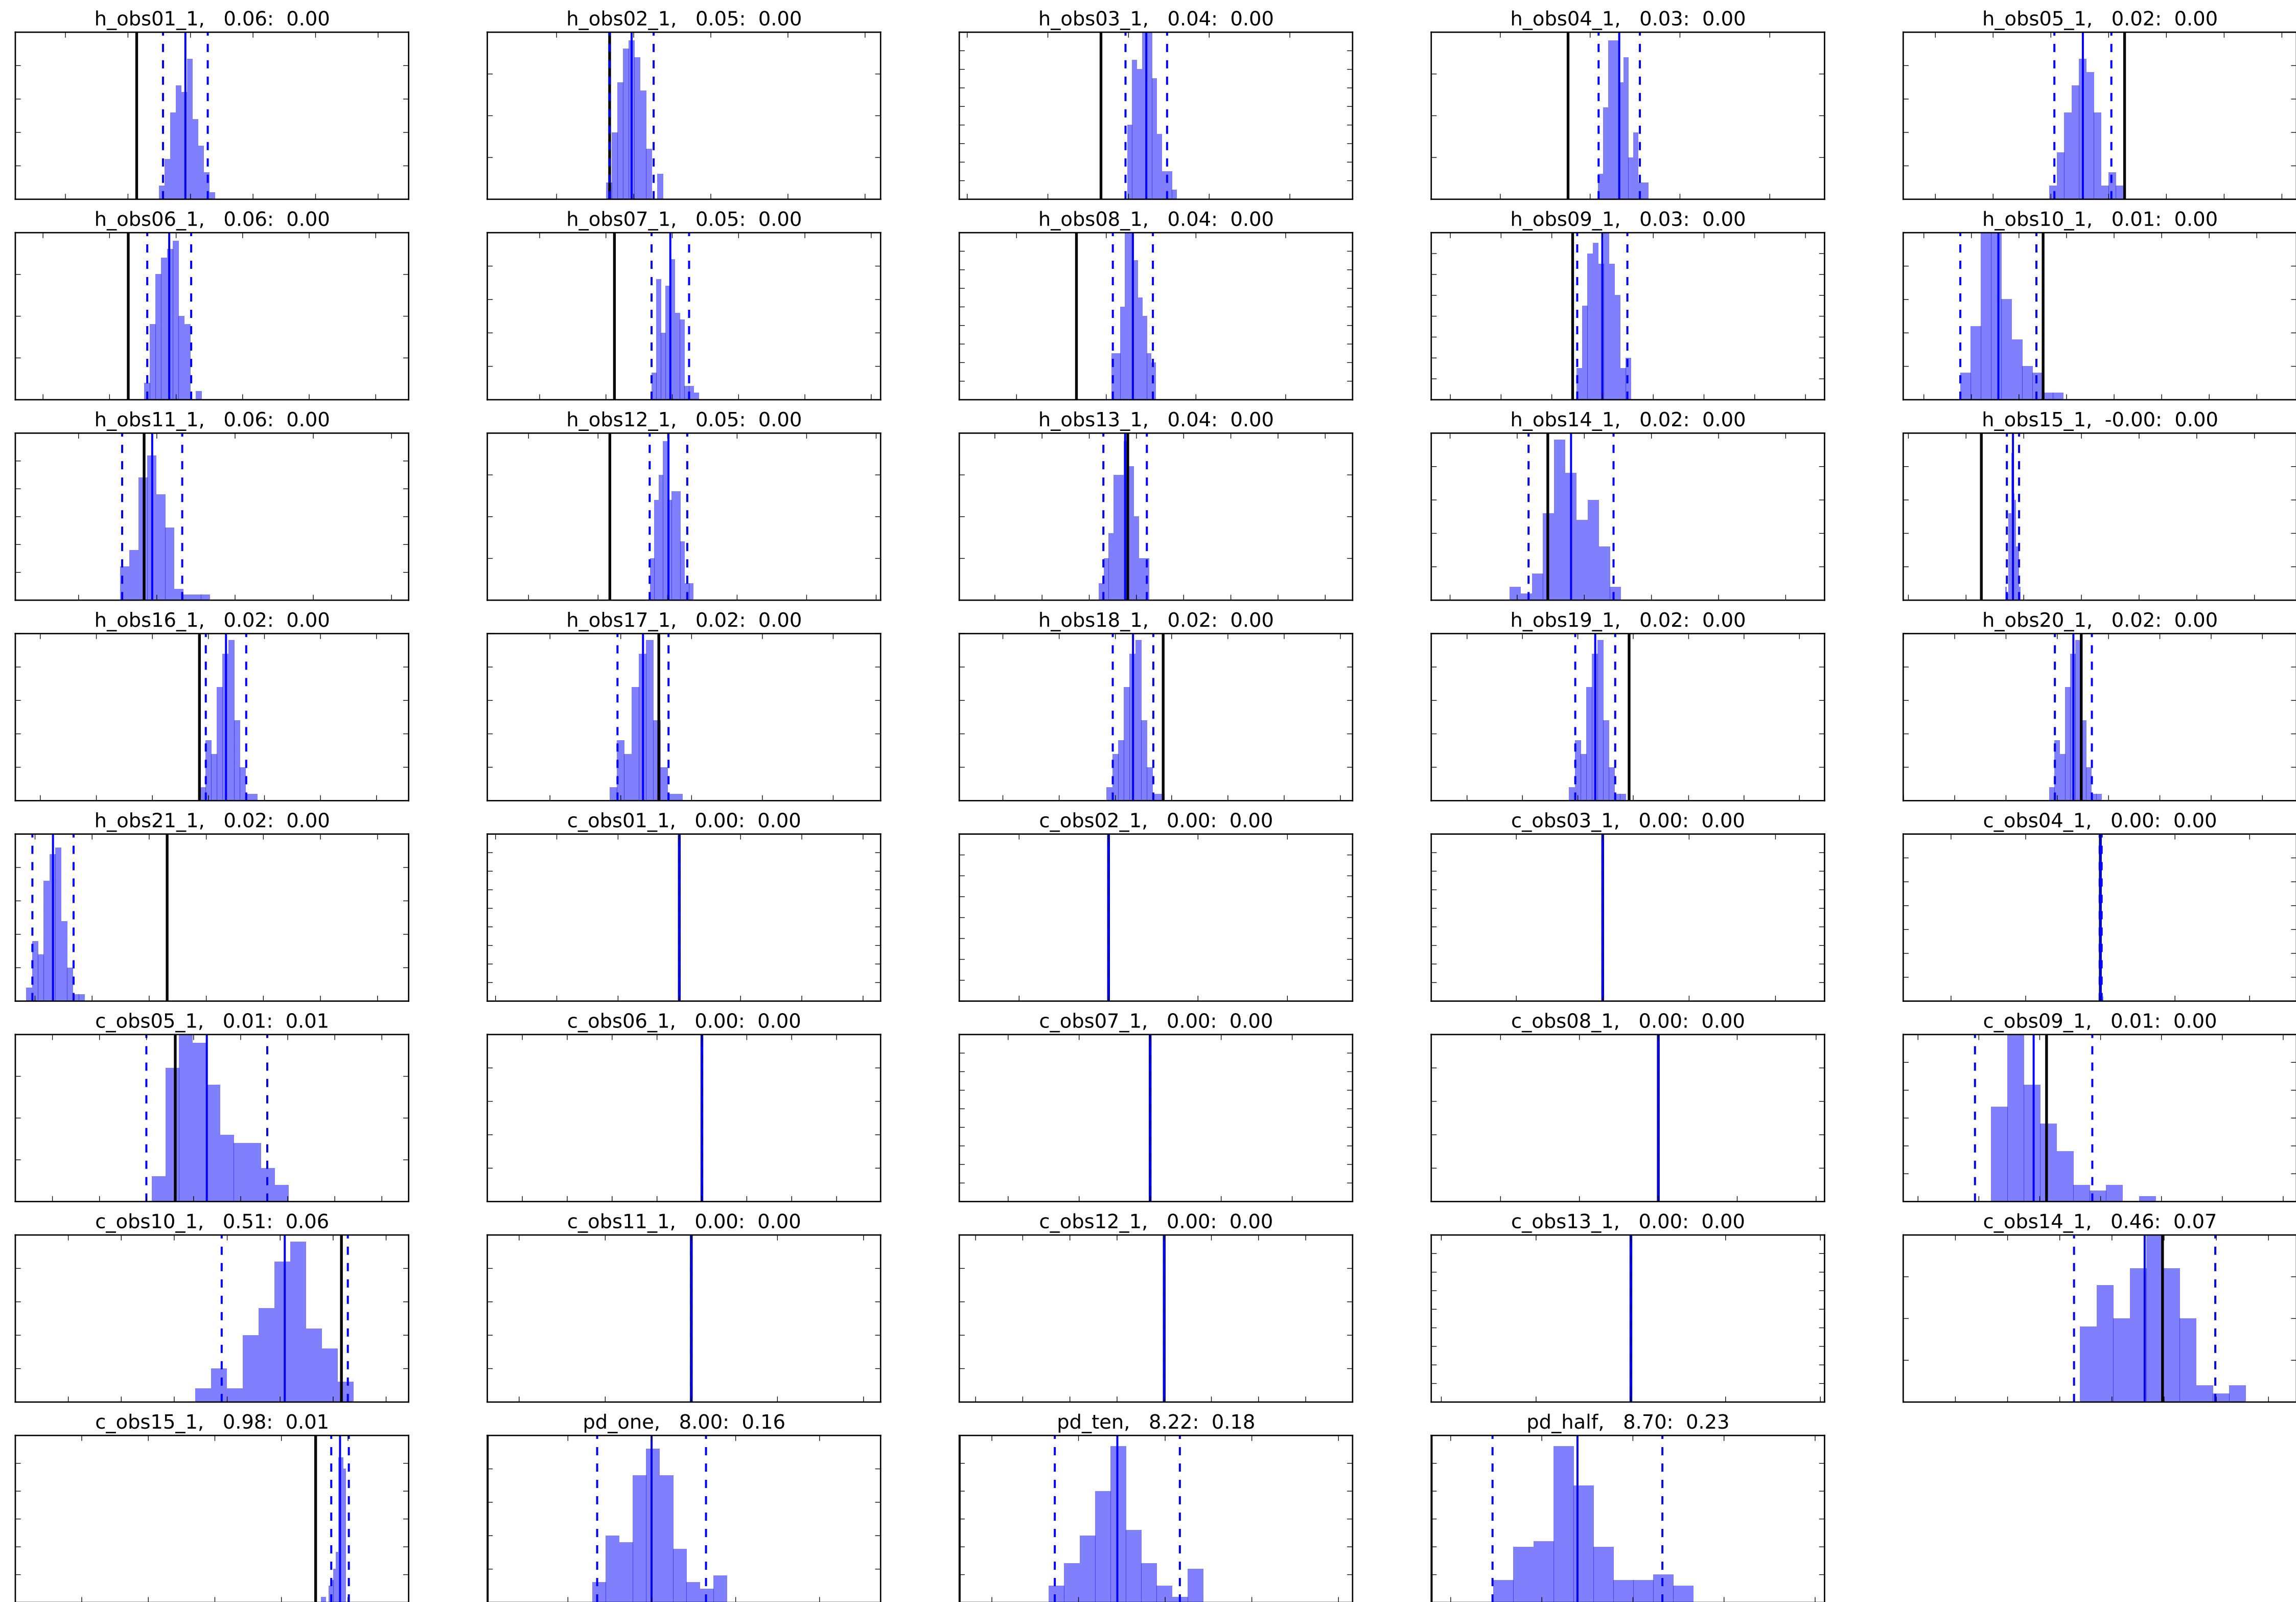 h_obs01_1, 0.06: 0.00
h_obs02_1, 0.05: 0.00
h_obs03_1, 0.04: 0.00
h_obs04_1, 0.03: 0.00
h_obs05_1, 0.02: 0.00
h_obs06_1, 0.06: 0.00
h_obs07_1, 0.05: 0.00
h_obs08_1, 0.04: 0.00
h_obs09_1, 0.03: 0.00
h_obs10_1, 0.01: 0.00
h_obs11_1, 0.06: 0.00
h_obs12_1, 0.05: 0.00
h_obs13_1, 0.04: 0.00
h_obs14_1, 0.02: 0.00
h_obs15_1, -0.00: 0.00
h_obs16_1, 0.02: 0.00
h_obs17_1, 0.02: 0.00
h_obs18_1, 0.02: 0.00
h_obs19_1, 0.02: 0.00
h_obs20_1, 0.02: 0.00
h_obs21_1, 0.02: 0.00
c_obs01_1, 0.00: 0.00
c_obs02_1, 0.00: 0.00
c_obs03_1, 0.00: 0.00
c_obs04_1, 0.00: 0.00
c_obs05_1, 0.01: 0.01
c_obs06_1, 0.00: 0.00
c_obs07_1, 0.00: 0.00
c_obs08_1, 0.00: 0.00
c_obs09_1, 0.01: 0.00
c_obs10_1, 0.51: 0.06
c_obs11_1, 0.00: 0.00
c_obs12_1, 0.00: 0.00
c_obs13_1, 0.00: 0.00
c_obs14_1, 0.46: 0.07
c_obs15_1, 0.98: 0.01
pd_one, 8.00: 0.16
pd_ten, 8.22: 0.18
pd_half, 8.70: 0.23